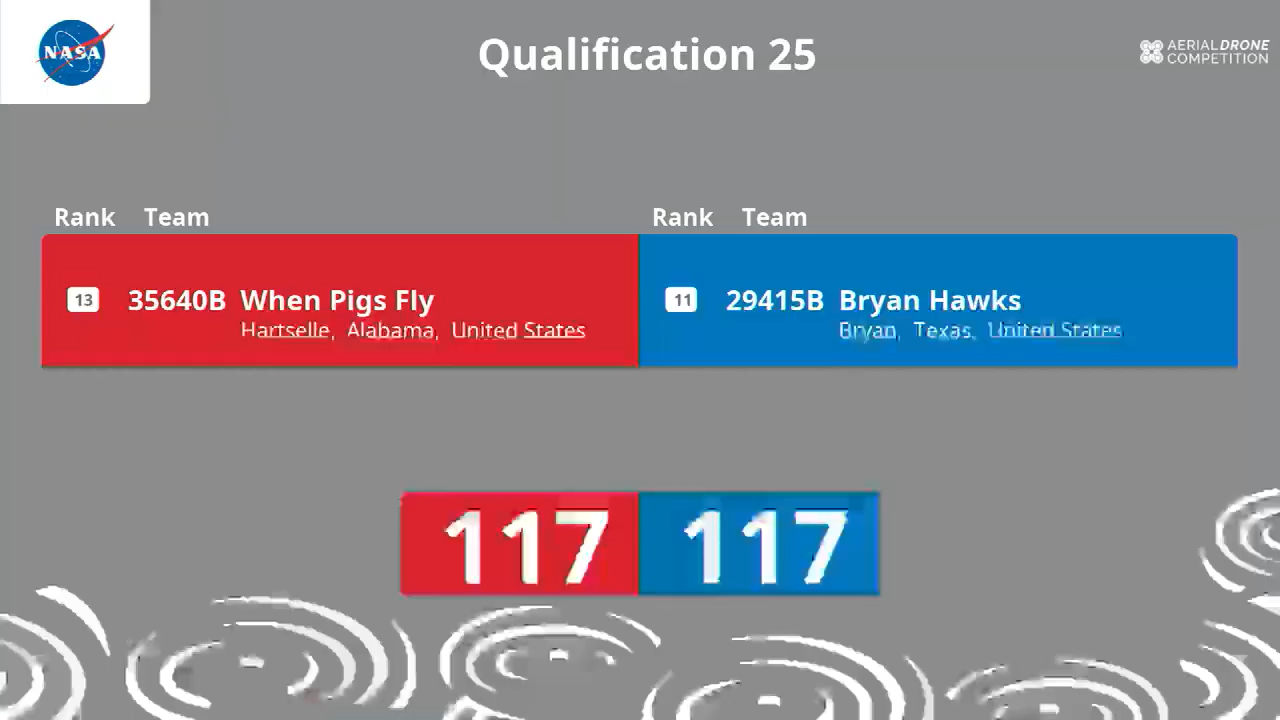 NASA
Qualification 25
AERIALDRONE
COMPETITION
Rank Team
13 35640B When Pigs Fly
Hartselle, Alabama, United States
Rank Team
11 29415B Bryan Hawks
Bryan, Texas, United States
117 117